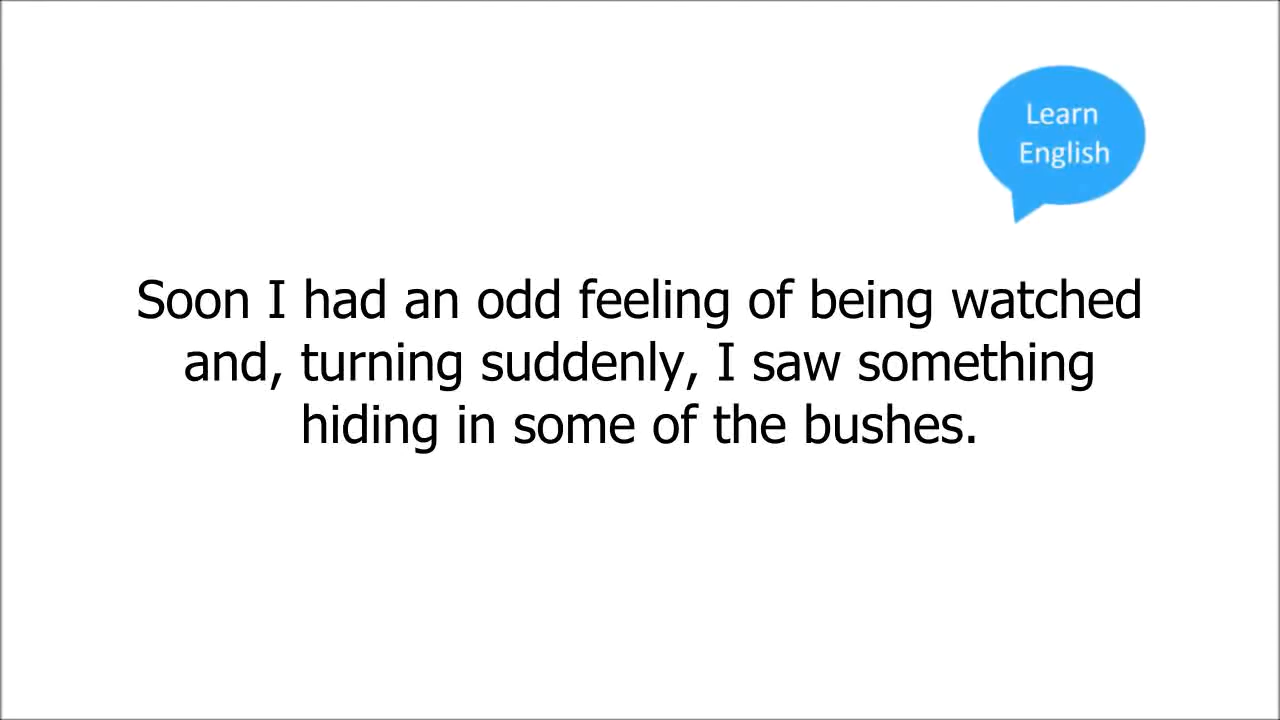 Learn
English
Soon I had an odd feeling of being watched
and, turning suddenly, I saw something
hiding in some of the bushes.